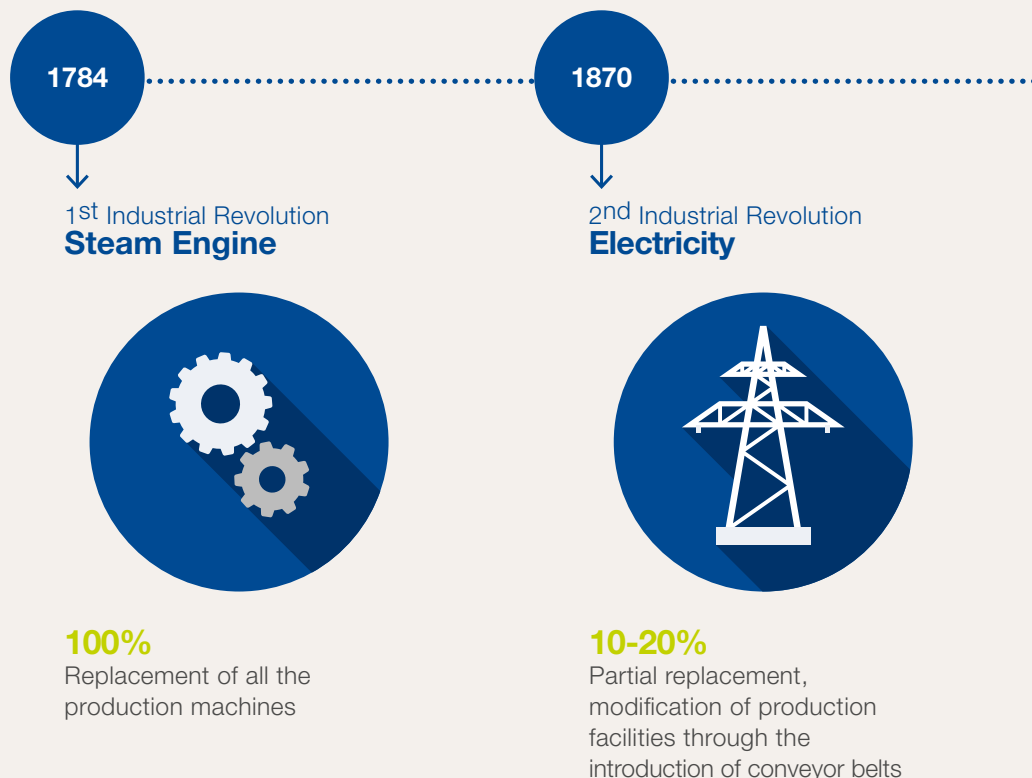 1784
1870
1st Industrial Revolution
Steam Engine
2nd Industrial Revolution
Electricity
100%
Replacement of all the
production machines
10-20%
Partial replacement,
modification of production
facilities through the
introduction of conveyor belts